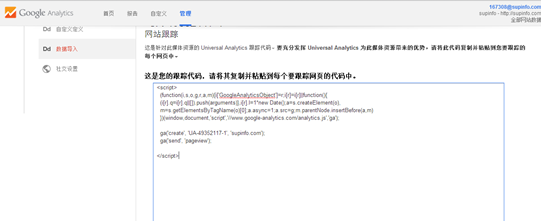 Google Analytics
首页 报告 自定义 管理
167308@supinfo.com
supinfo - http://supinfo.com
全部网站数据
Dd 自定义定义
Dd 数据导入
社交设置
网站跟踪
这是针对此媒体资源的 Universal Analytics 跟踪代码。要充分发挥 Universal Analytics 为此媒体资源带来的优势，请将此代码复制并粘贴到您要跟踪的
每个网页中。
这是您的跟踪代码，请将其复制并粘贴到每个要跟踪网页的代码中。
<script>
(function(i,s,o,g,r,a,m){i['GoogleAnalyticsObject']=r;i[r]=i[r]||function(){
(i[r].q=i[r].q||[]).push(arguments)},i[r].l=1*new Date();a=s.createElement(o),
m=s.getElementsByTagName(o)[0];a.async=1;a.src=g;m.parentNode.insertBefore(a,m)
})(window,document,'script','//www.google-analytics.com/analytics.js','ga');
ga('create', 'UA-49352117-1', 'supinfo.com');
ga('send', 'pageview');
</script>